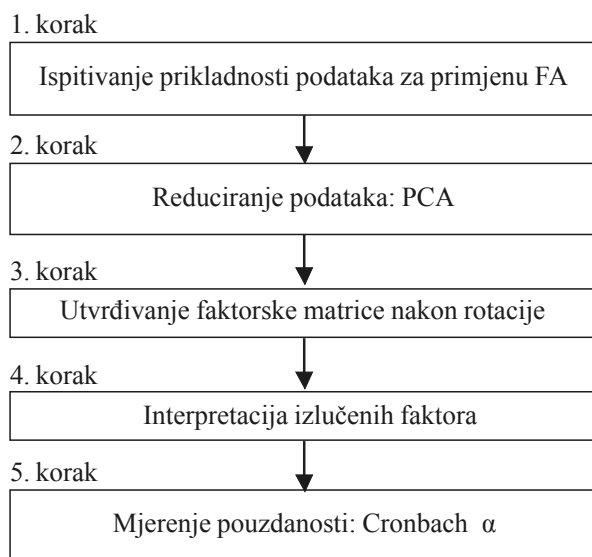 1. korak
Ispitivanje prikladnosti podataka za primjenu FA
2. korak
Reduciranje podataka: PCA
3. korak
Utvrđivanje faktorske matrice nakon rotacije
4. korak
Interpretacija izlučenih faktora
5. korak
Mjerenje pouzdanosti: Cronbach α